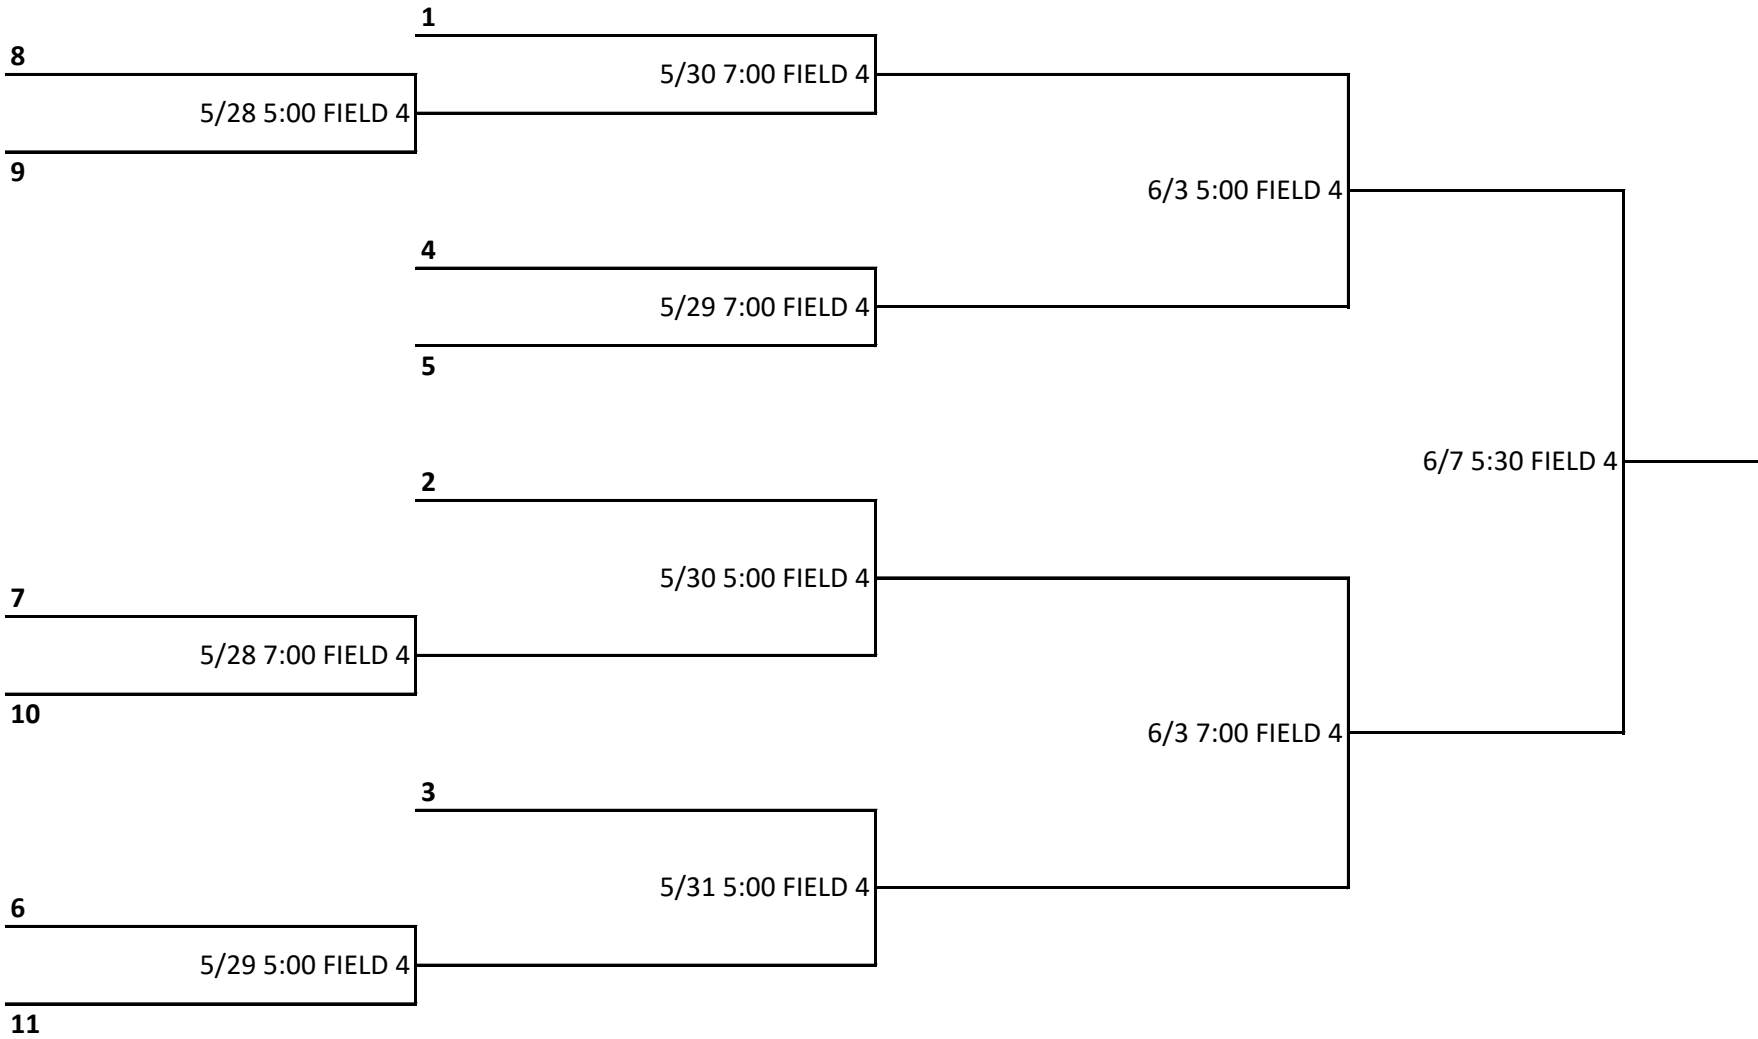 1
8
5/30 7:00 FIELD 4
5/28 5:00 FIELD 4
9
6/3 5:00 FIELD 4
4
5/29 7:00 FIELD 4
5
6/7 5:30 FIELD 4
2
5/30 5:00 FIELD 4
7
5/28 7:00 FIELD 4
10
6/3 7:00 FIELD 4
3
5/31 5:00 FIELD 4
6
5/29 5:00 FIELD 4
11